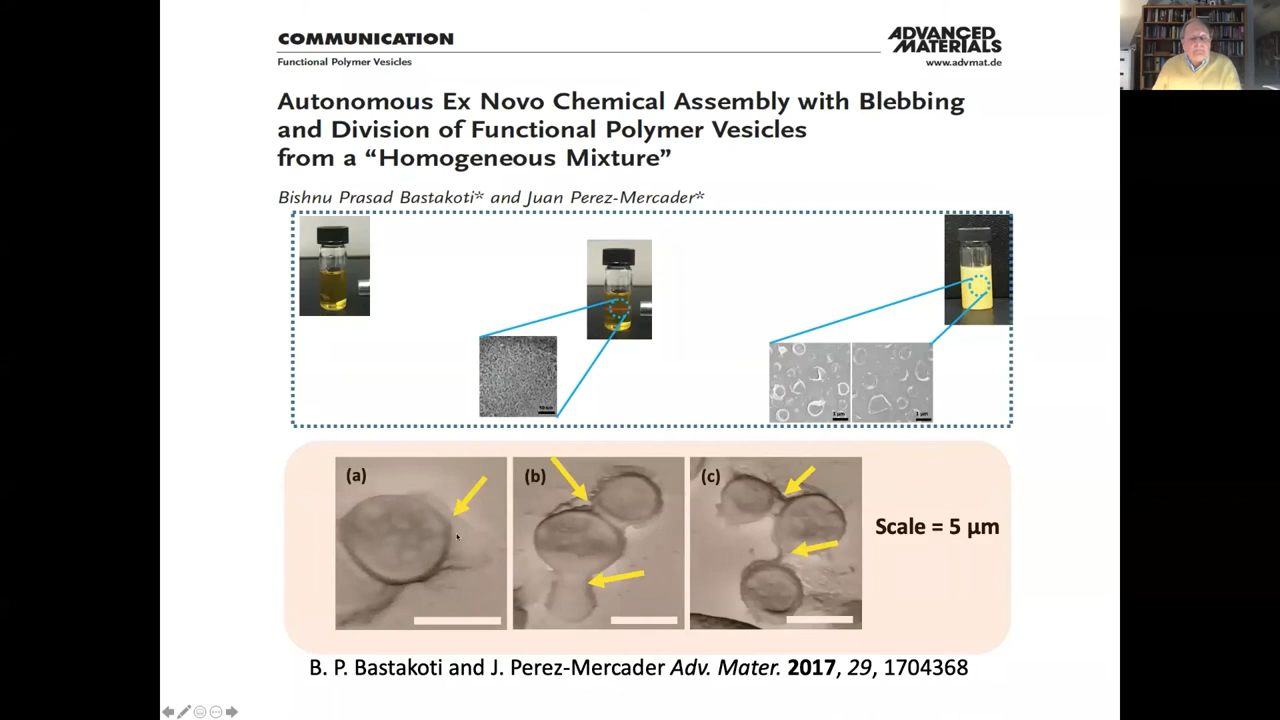 COMMUNICATION
ADVANCED
MATERIALS
Functional Polymer Vesicles
www.advmat.de
Autonomous Ex Novo Chemical Assembly with Blebbing
and Division of Functional Polymer Vesicles
from a “Homogeneous Mixture”
Bishnu Prasad Bastakoti* and Juan Perez-Mercader*
(a)
(b)
(c)
Scale = 5 µm
B. P. Bastakoti and J. Perez-Mercader Adv. Mater. 2017, 29, 1704368